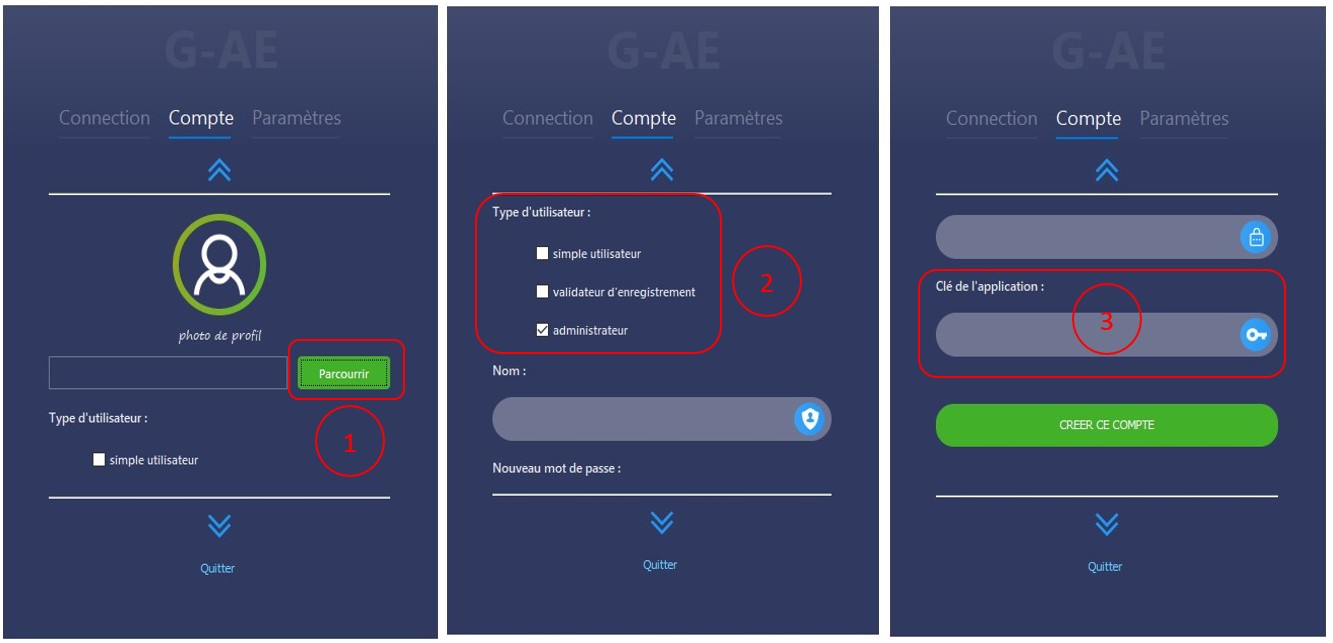 G-AE
Connection Compte Paramètres
photo de profil
Parcourrir
1
Type d'utilisateur :
simple utilisateur
Quitter
G-AE
Connection Compte Paramètres
Type d'utilisateur :
simple utilisateur
validateur d'enregistrement
administrateur
2
Nom :
Nouveau mot de passe :
Quitter
G-AE
Connection Compte Paramètres
Clé de l'application :
3
CREER CE COMPTE
Quitter